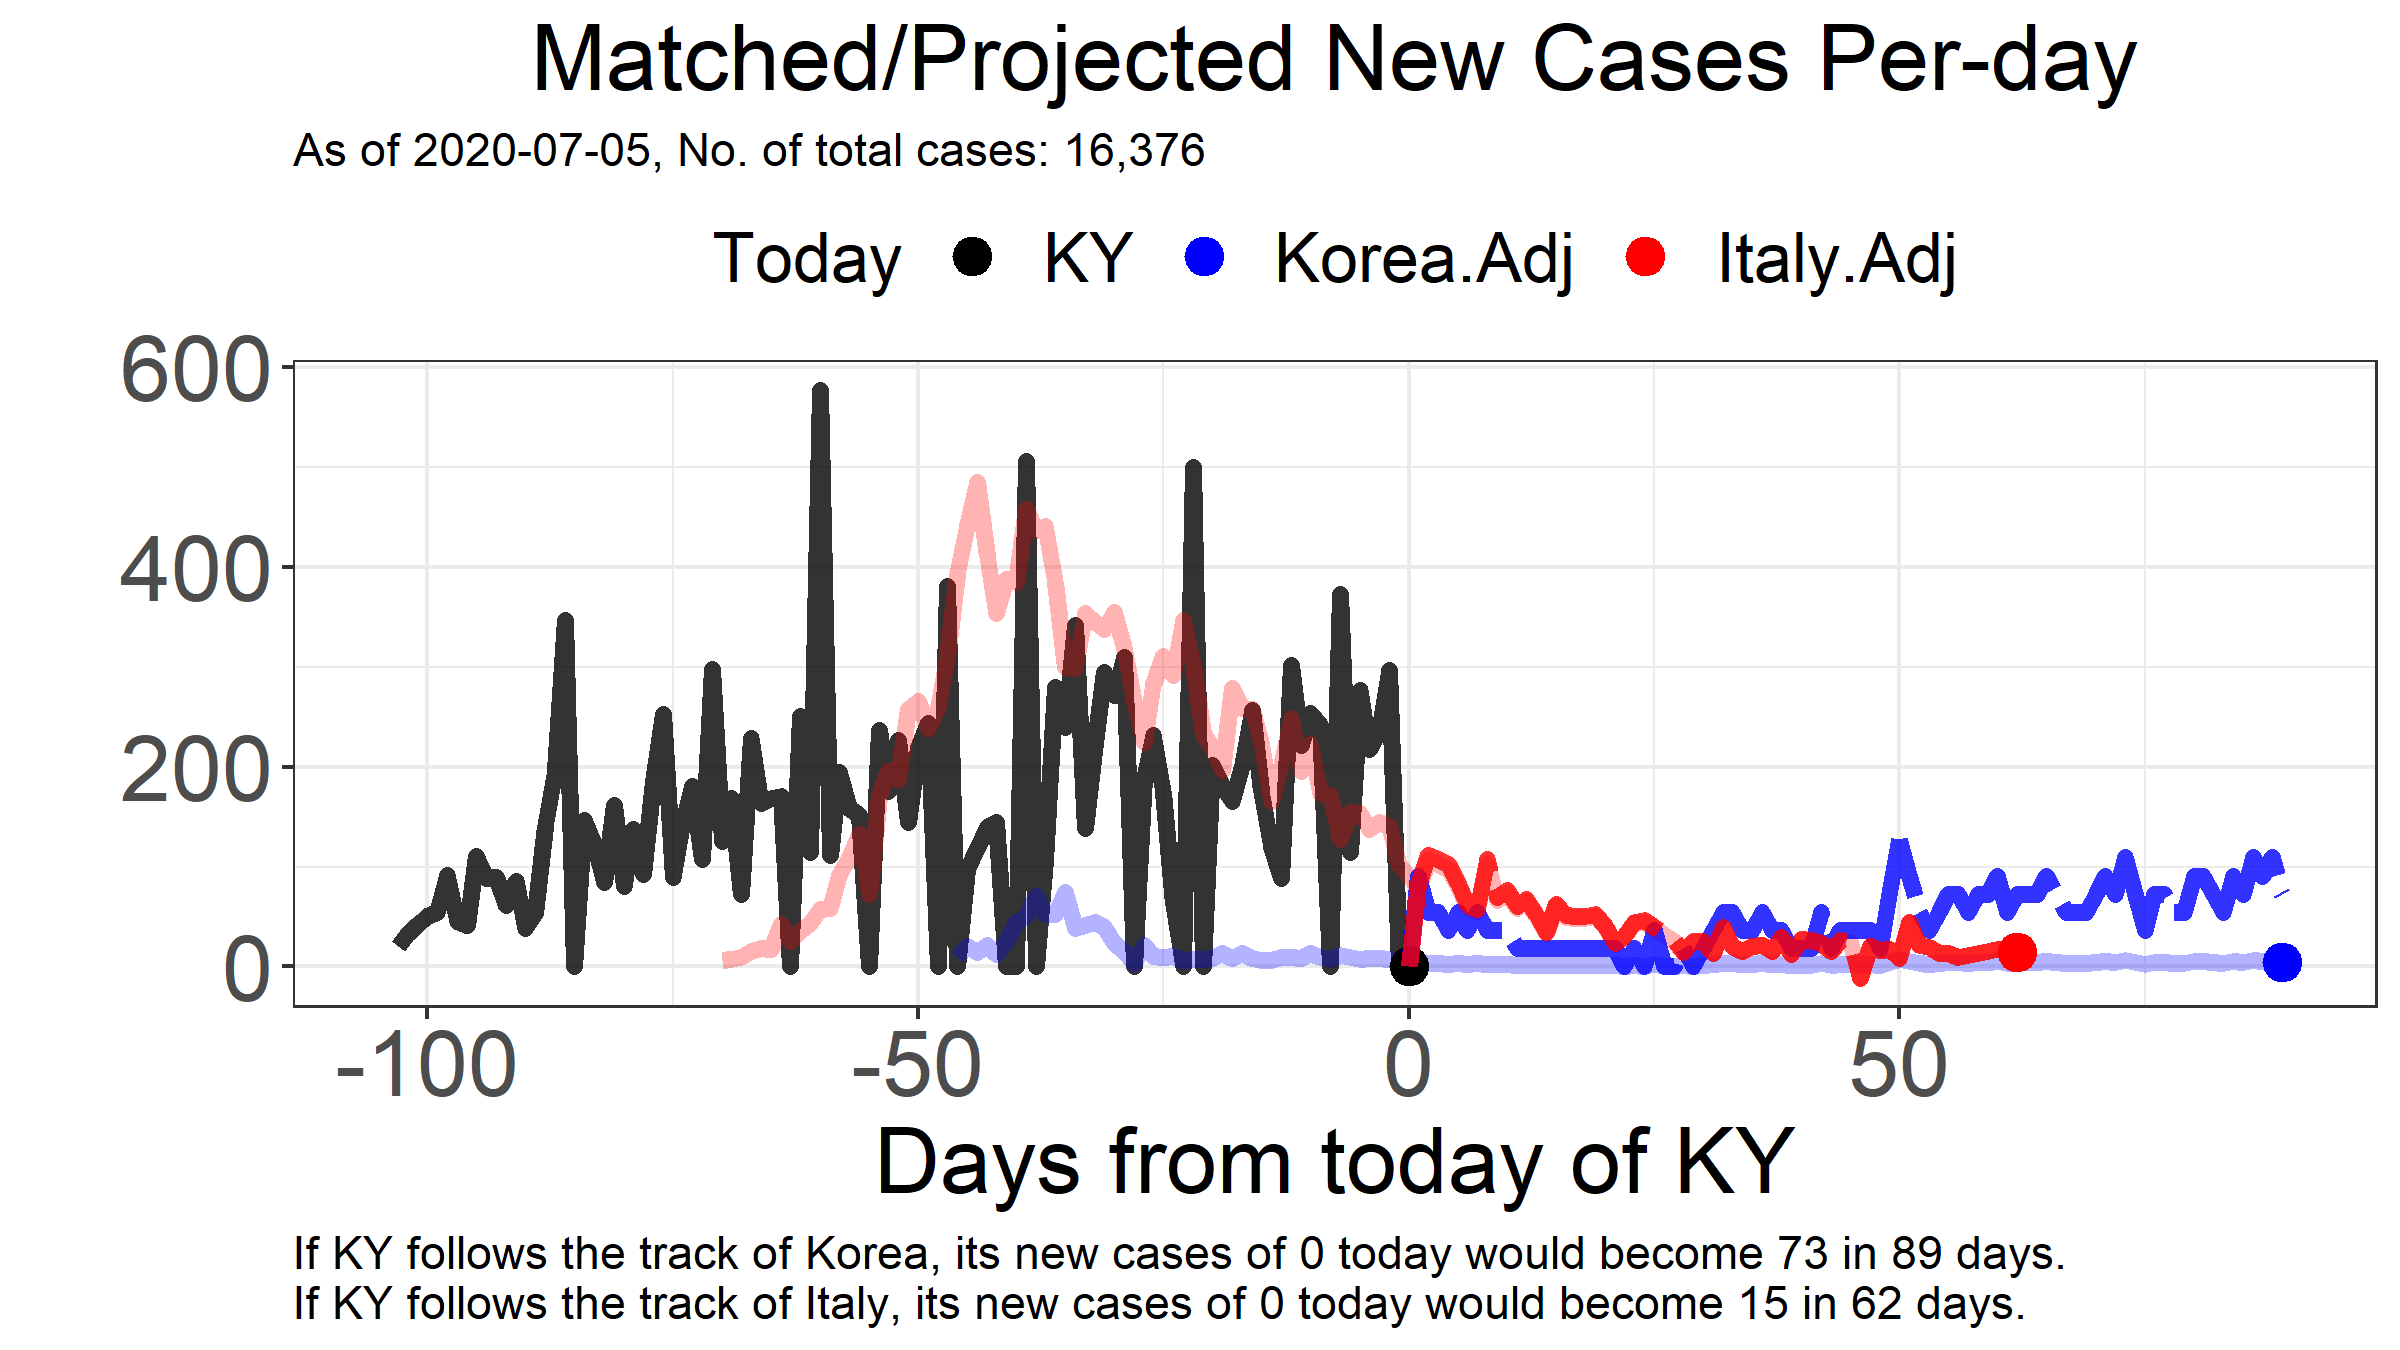 Matched/Projected New Cases Per-day
As of 2020-07-05, No. of total cases: 16,376
Today KY Korea.Adj Italy.Adj
600
400
200
0
-100 -50 0 50
Days from today of KY
If KY follows the track of Korea, its new cases of 0 today would become 73 in 89 days.
If KY follows the track of Italy, its new cases of 0 today would become 15 in 62 days.